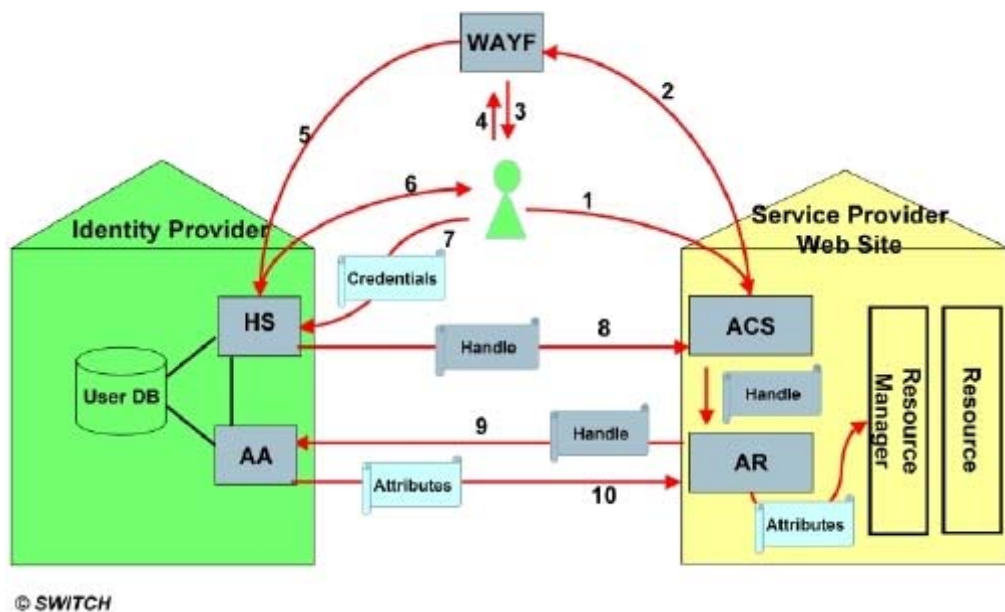 WAYF
2
3
4
5
6
1
Identity Provider
7
Service Provider
Web Site
Credentials
HS
ACS
Handle
8
Handle
User DB
Resource
Manager
Resource
9
Handle
AA
AR
Attributes
10
Attributes
© SWITCH